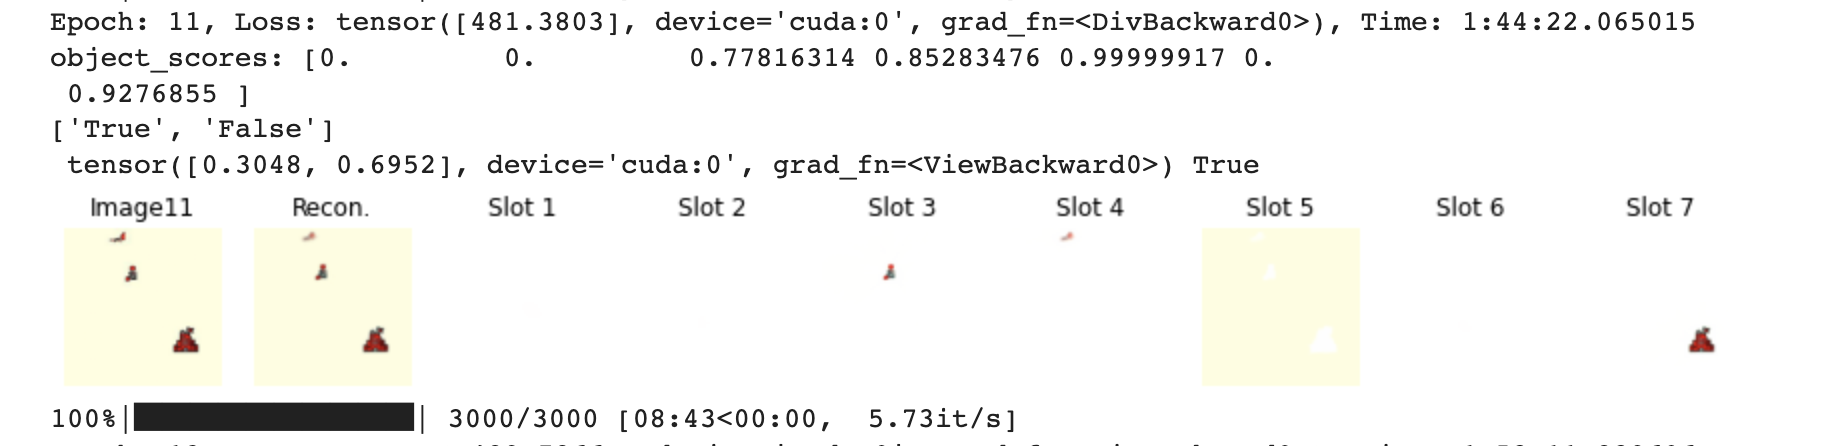 Epoch: 11, Loss: tensor([481.3803], device='cuda:0', grad_fn=<DivBackward0>), Time: 1:44:22.065015
object_scores: [0. 0. 0.77816314 0.85283476 0.99999917 0.
0.9276855 ]
['True', 'False']
tensor([0.3048, 0.6952], device='cuda:0', grad_fn=<ViewBackward0>) True
Image11 Recon. Slot 1 Slot 2 Slot 3 Slot 4 Slot 5 Slot 6 Slot 7
100%| | 3000/3000 [08:43<00:00, 5.73it/s]